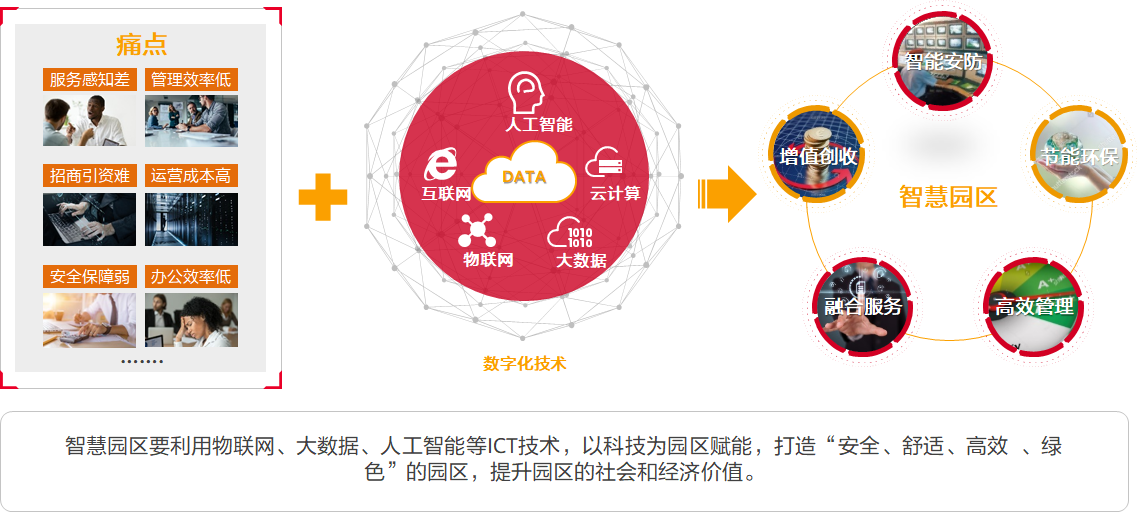 痛点
服务感知差
管理效率低
招商引资难
运营成本高
安全保障弱
办公效率低
.......
人工智能
互联网
DATA
云计算
物联网
1010
1010
大数据
数字化技术
智能安防
增值创收
节能环保
智慧园区
融合服务
高效管理
智慧园区要利用物联网、大数据、人工智能等ICT技术，以科技为园区赋能，打造“安全、舒适、高效 、绿
色”的园区，提升园区的社会和经济价值。